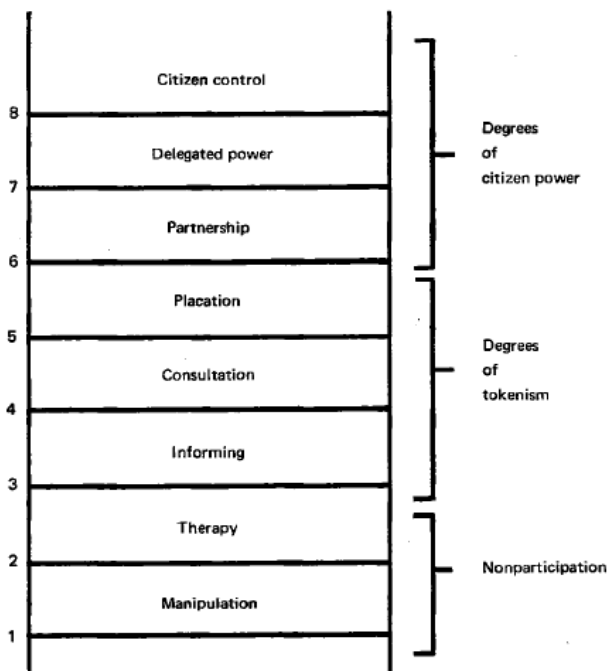 Citizen control
8
Delegated power
7
Partnership
6
Placation
5
Consultation
4
Informing
3
Therapy
2
Manipulation
1
Degrees
of
citizen power
Degrees
of
tokenism
Nonparticipation